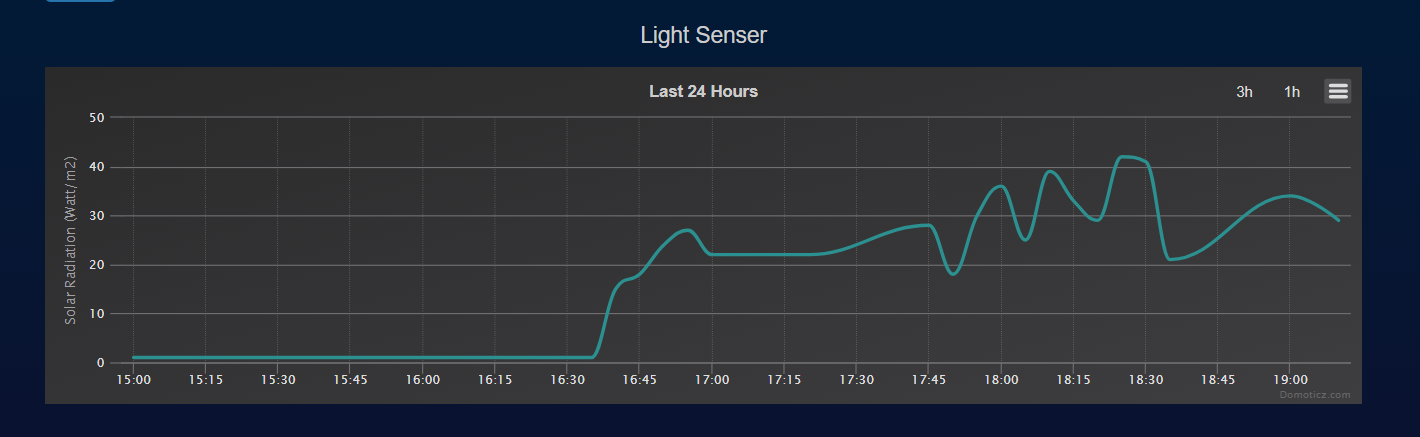 Light Senser
Last 24 Hours
3h 1h
Solar Radiation (Watt/m2)
50
40
30
20
10
0
15:00 15:15 15:30 15:45 16:00 16:15 16:30 16:45 17:00 17:15 17:30 17:45 18:00 18:15 18:30 18:45 19:00
Domoticz.com